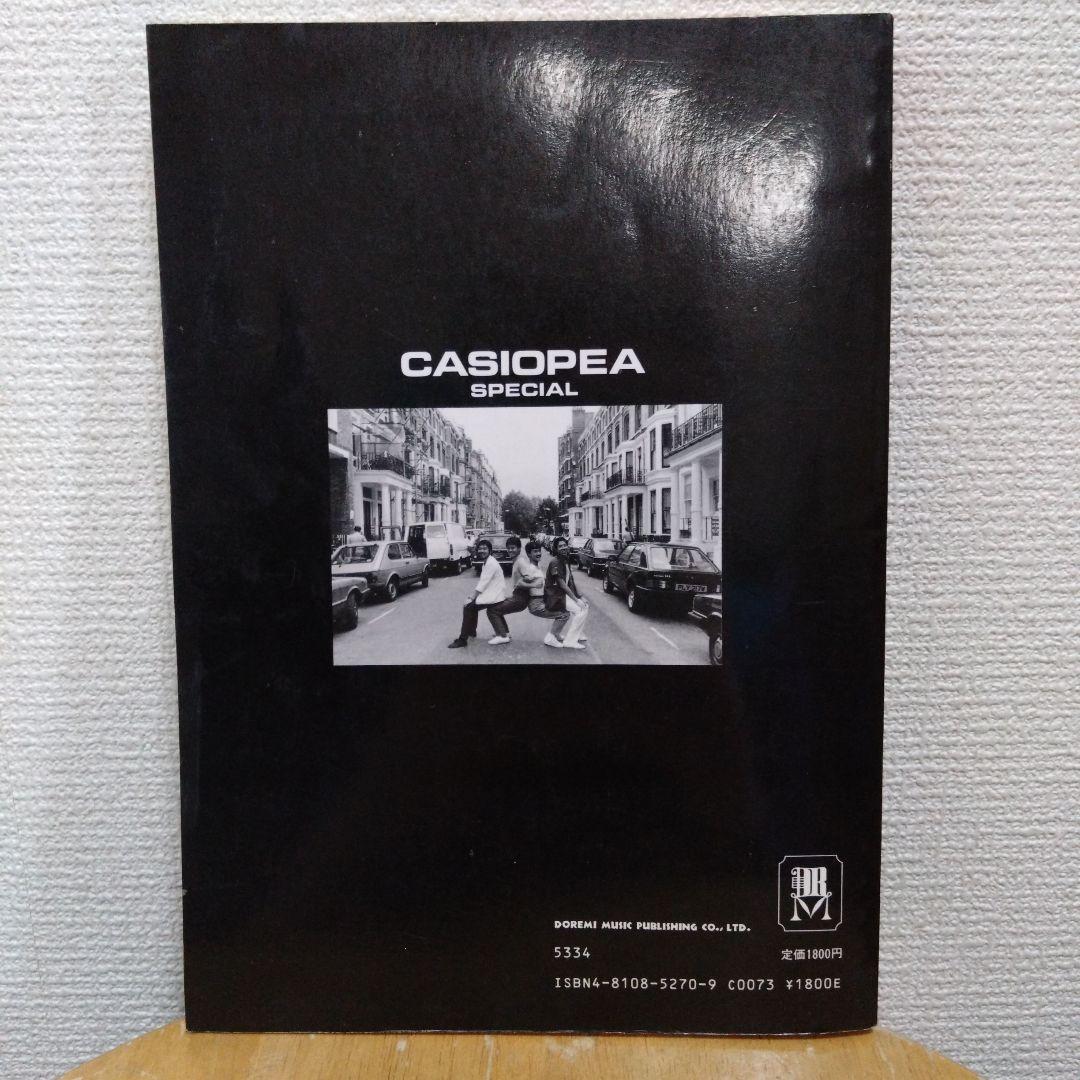 CASIOPEA
SPECIAL
DRM
DOREMI MUSIC PUBLISHING CO., LTD.
5334 定価1800円
ISBN4-8108-5270-9 C0073 ¥1800E